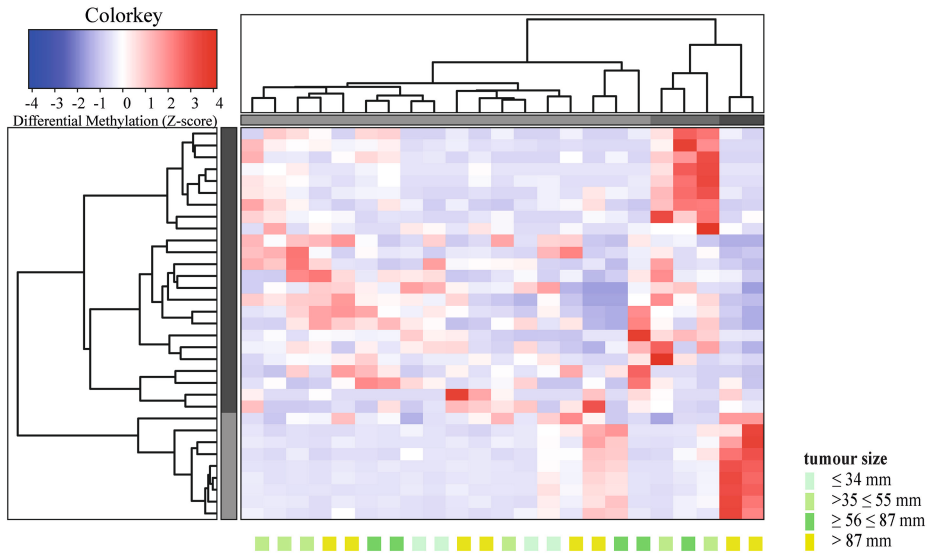 Colorkey
-4 -3 -2 -1 0 1 2 3 4
Differential Methylation (Z-score)
tumour size
≤ 34 mm
>35 ≤ 55 mm
≥ 56 ≤ 87 mm
> 87 mm